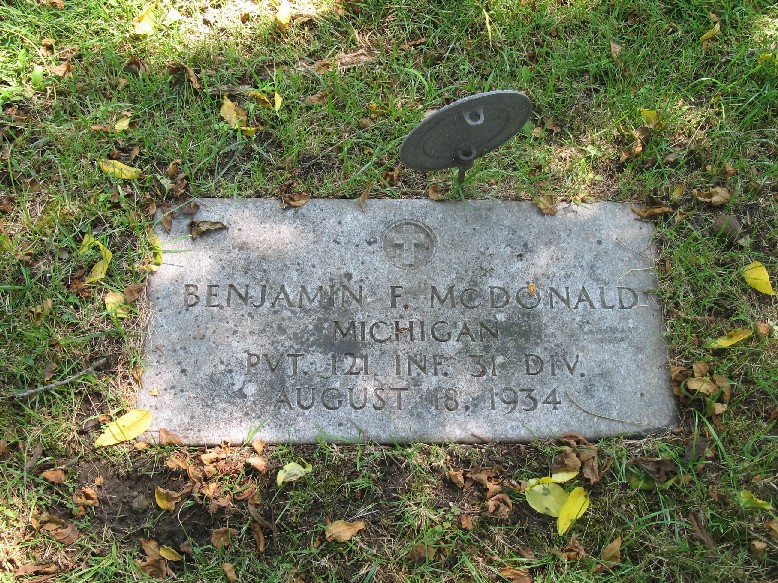 BENJAMIN F. MCDONALD
MICHIGAN
PVT. 121 INF. 31 DIV.
AUGUST 18, 1934